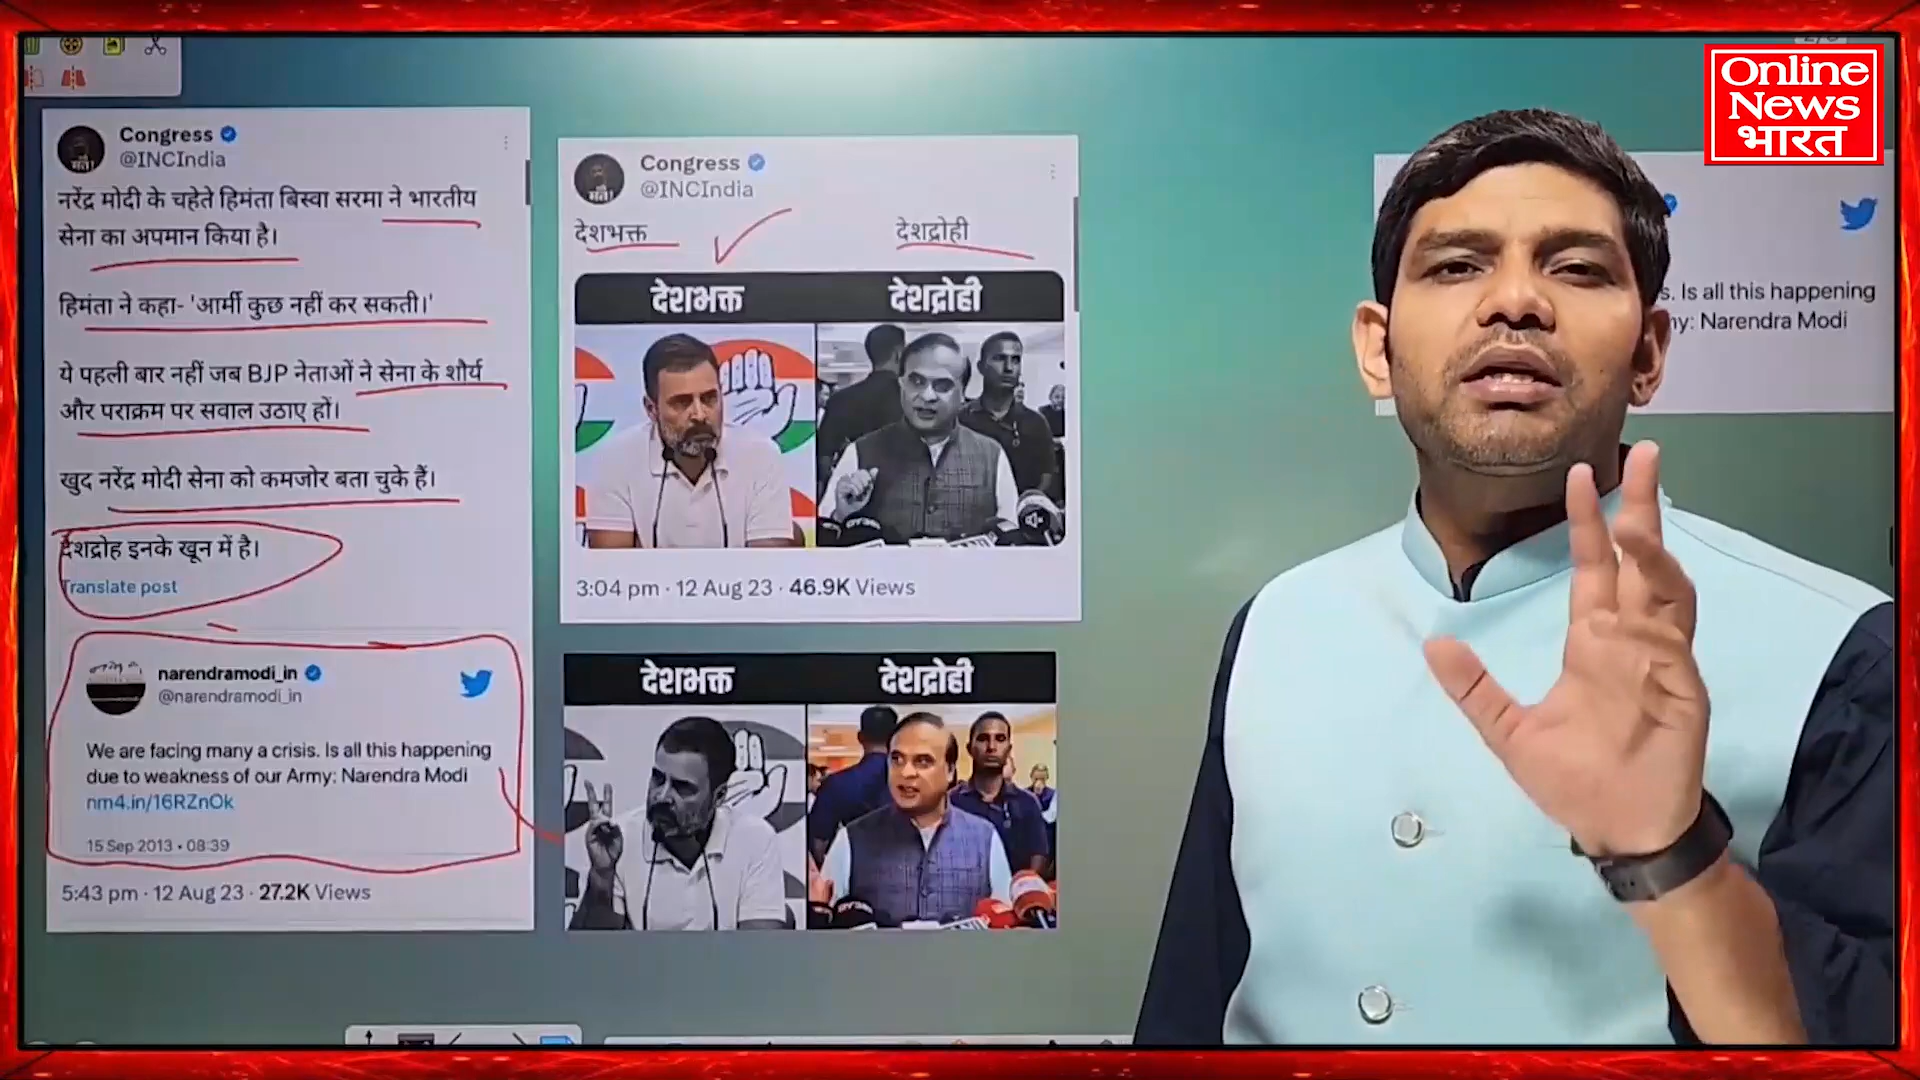 Online
News
भारत
Congress
@INCIndia
नरेंद्र मोदी के चहेते हिमंता बिस्वा सरमा ने भारतीय
सेना का अपमान किया है।
हिमंता ने कहा- 'आर्मी कुछ नहीं कर सकती।'
ये पहली बार नहीं जब BJP नेताओं ने सेना के शौर्य
और पराक्रम पर सवाल उठाए हों।
खुद नरेंद्र मोदी सेना को कमजोर बता चुके हैं।
देशद्रोह इनके खून में है।
Translate post
narendramodi_in
@narendramodi_in
We are facing many a crisis. Is all this happening
due to weakness of our Army: Narendra Modi
nm4.in/16RZnOk
15 Sep 2013 • 08:39
5:43 pm · 12 Aug 23 · 27.2K Views
Congress
@INCIndia
देशभक्त देशद्रोही
देशभक्त देशद्रोही
3:04 pm · 12 Aug 23 · 46.9K Views
देशभक्त देशद्रोही
s. Is all this happening
my: Narendra Modi